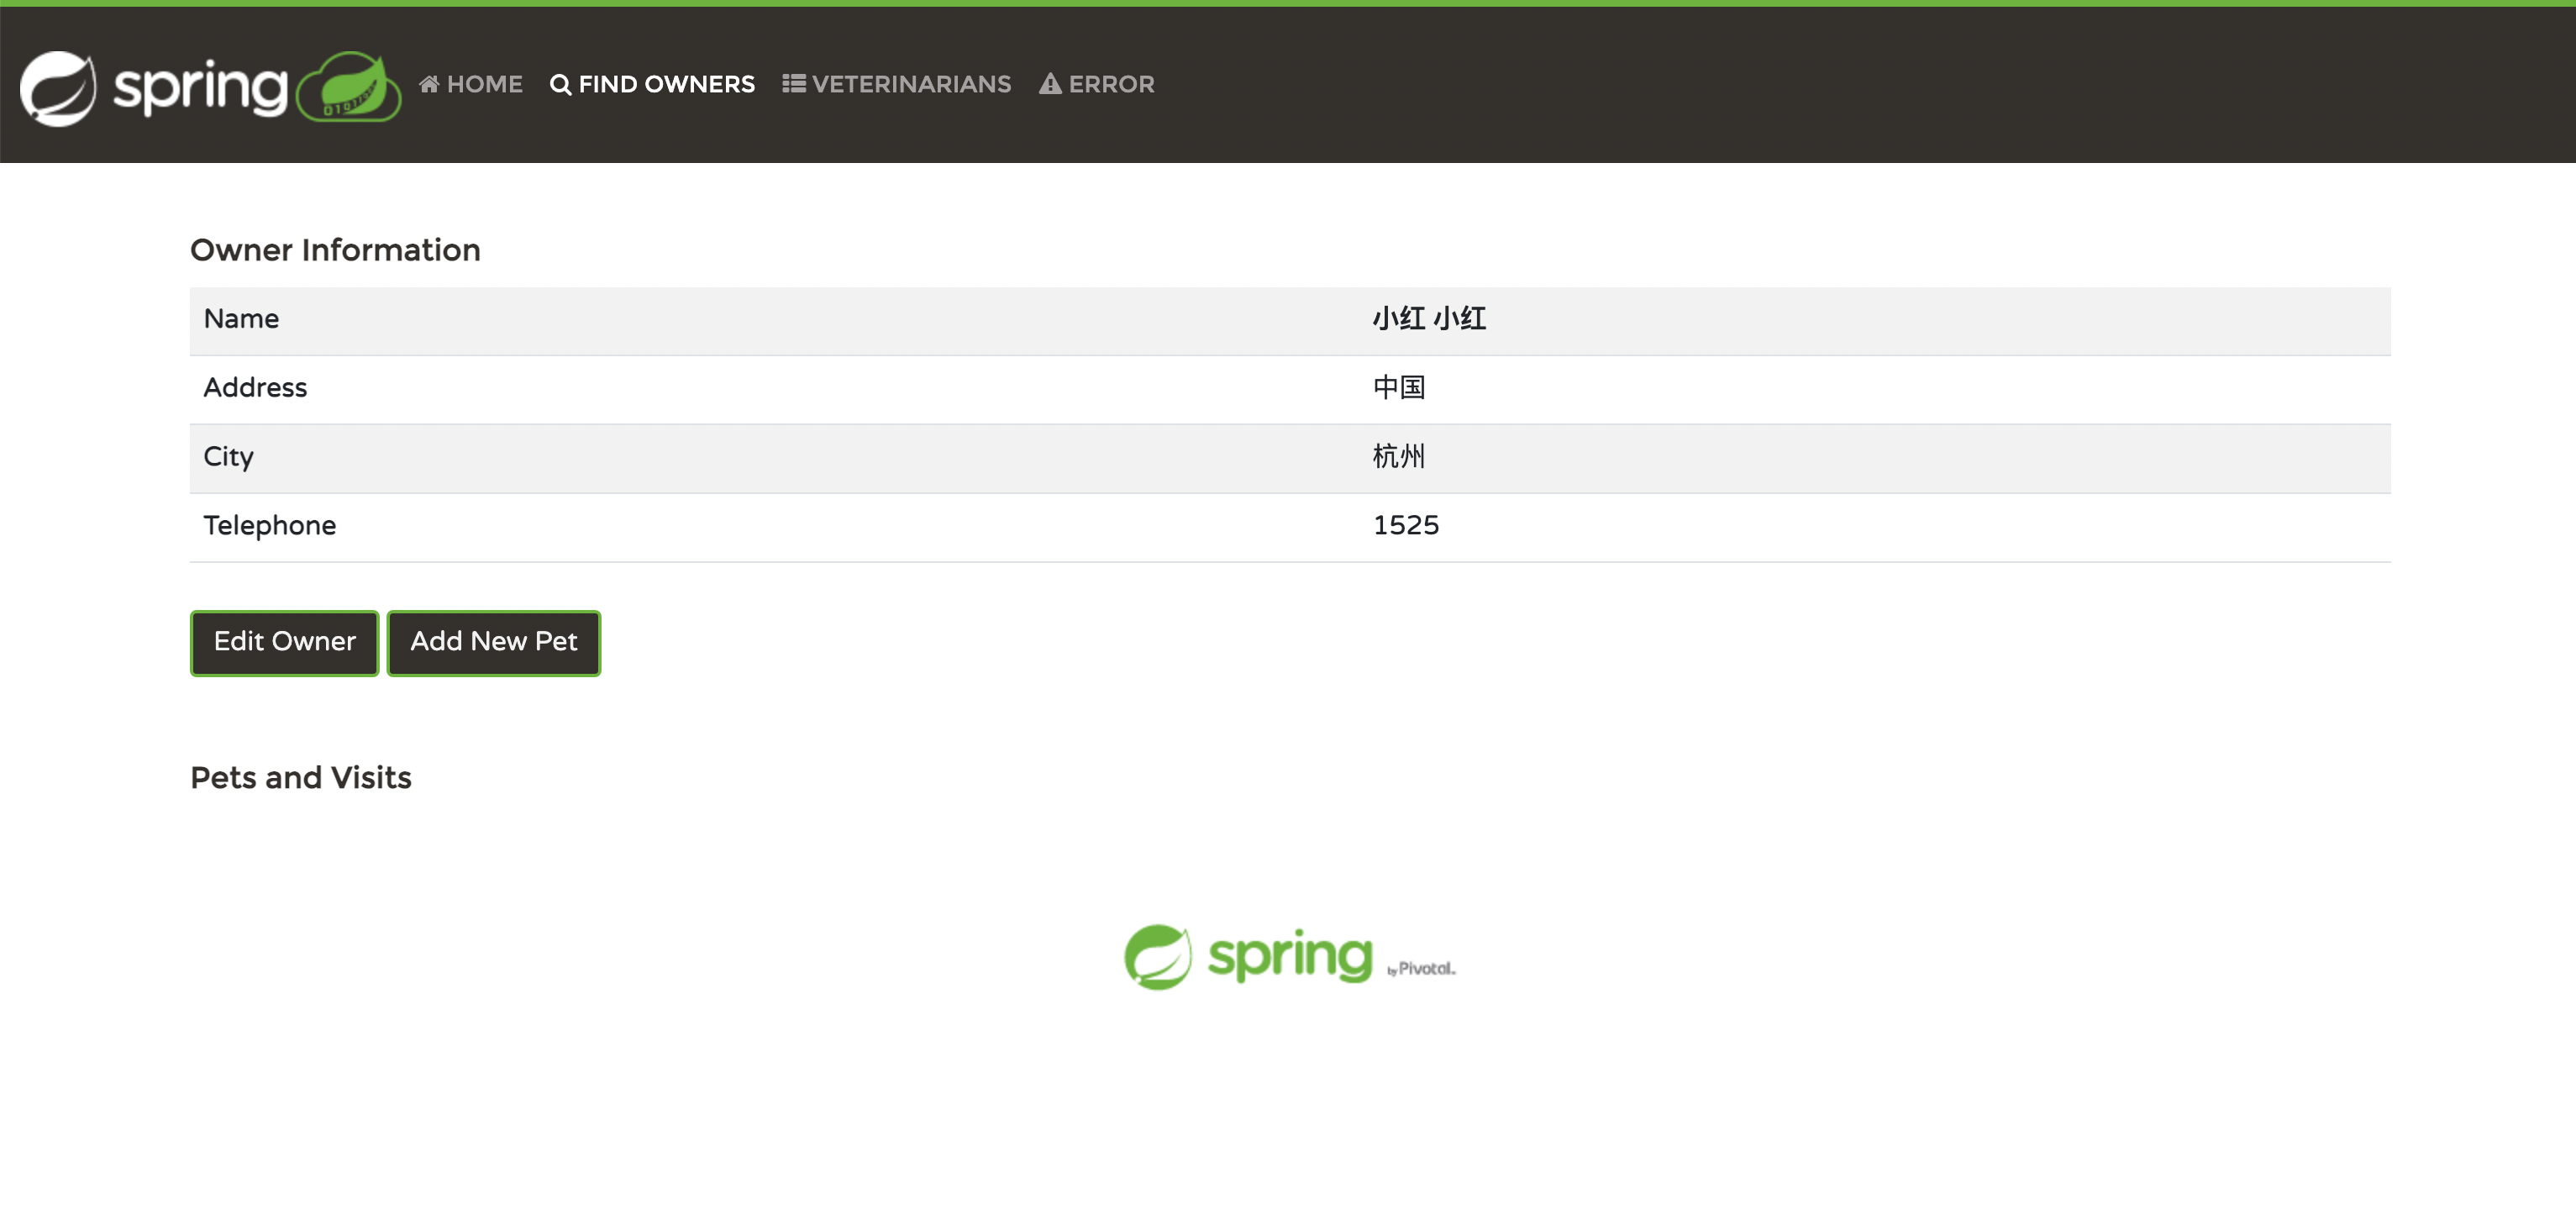 spring HOME FIND OWNERS VETERINARIANS ERROR
Owner Information
Name 小红 小红
Address 中国
City 杭州
Telephone 1525
Edit Owner Add New Pet
Pets and Visits
spring by Pivotal